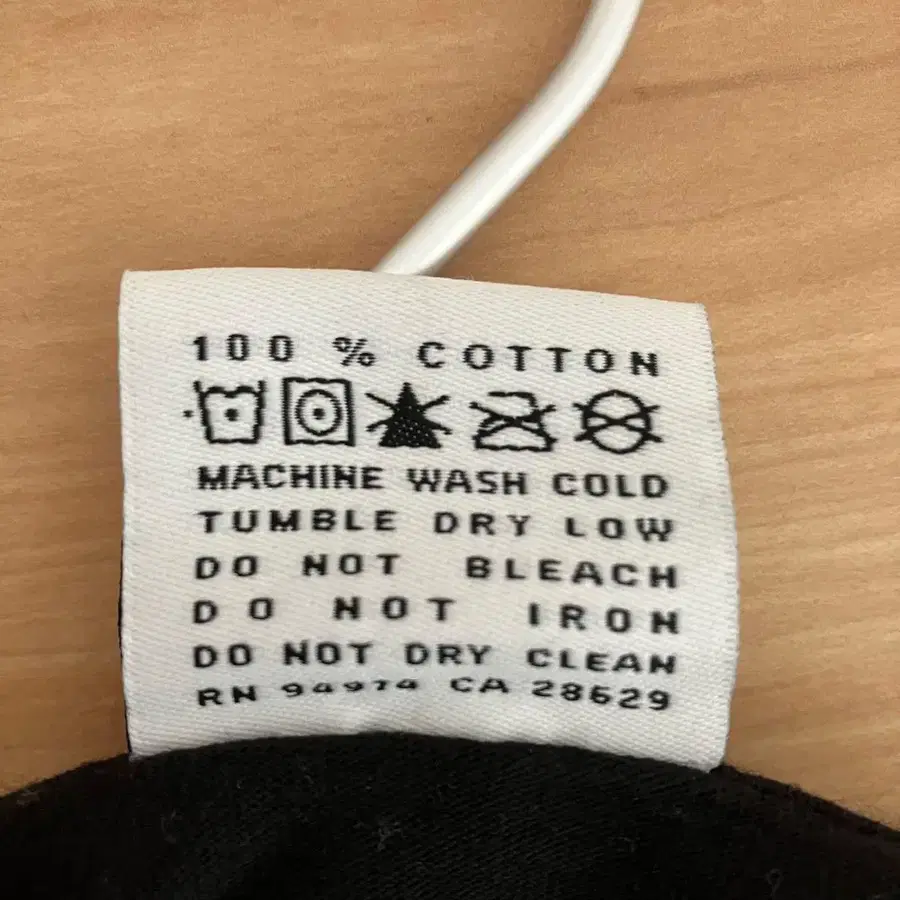 100 % COTTON
MACHINE WASH COLD
TUMBLE DRY LOW
DO NOT BLEACH
DO NOT IRON
DO NOT DRY CLEAN
RN 94974 CA 28629